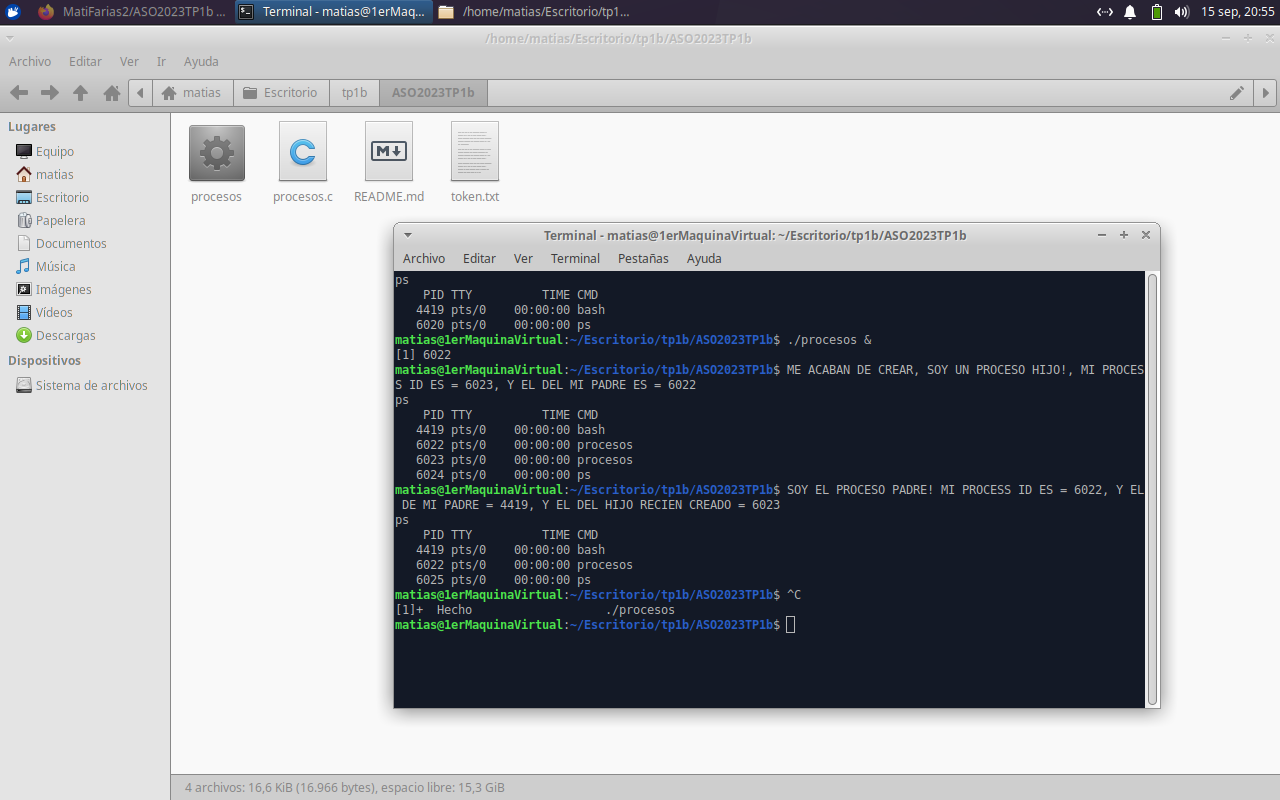 MatiFarias2/ASO2023TP1b ...
Terminal - matias@1erMaq...
/home/matias/Escritorio/tp1...
15 sep, 20:55
/home/matias/Escritorio/tp1b/ASO2023TP1b
Archivo Editar Ver Ir Ayuda
matias Escritorio tp1b ASO2023TP1b
Lugares
Equipo
matias
Escritorio
Papelera
Documentos
Música
Imágenes
Vídeos
Descargas
Dispositivos
Sistema de archivos
procesos
C
procesos.c
M
README.md
token.txt
Terminal - matias@1erMaquinaVirtual: ~/Escritorio/tp1b/ASO2023TP1b
Archivo Editar Ver Terminal Pestañas Ayuda
ps
    PID TTY          TIME CMD
   4419 pts/0    00:00:00 bash
   6020 pts/0    00:00:00 ps
matias@1erMaquinaVirtual:~/Escritorio/tp1b/ASO2023TP1b$ ./procesos &
[1] 6022
matias@1erMaquinaVirtual:~/Escritorio/tp1b/ASO2023TP1b$ ME ACABAN DE CREAR, SOY UN PROCESO HIJO!, MI PROCES
S ID ES = 6023, Y EL DEL MI PADRE ES = 6022
ps
    PID TTY          TIME CMD
   4419 pts/0    00:00:00 bash
   6022 pts/0    00:00:00 procesos
   6023 pts/0    00:00:00 procesos
   6024 pts/0    00:00:00 ps
matias@1erMaquinaVirtual:~/Escritorio/tp1b/ASO2023TP1b$ SOY EL PROCESO PADRE! MI PROCESS ID ES = 6022, Y EL
 DE MI PADRE = 4419, Y EL DEL HIJO RECIEN CREADO = 6023
ps
    PID TTY          TIME CMD
   4419 pts/0    00:00:00 bash
   6022 pts/0    00:00:00 procesos
   6025 pts/0    00:00:00 ps
matias@1erMaquinaVirtual:~/Escritorio/tp1b/ASO2023TP1b$ ^C
[1]+  Hecho                   ./procesos
matias@1erMaquinaVirtual:~/Escritorio/tp1b/ASO2023TP1b$
4 archivos: 16,6 KiB (16.966 bytes), espacio libre: 15,3 GiB